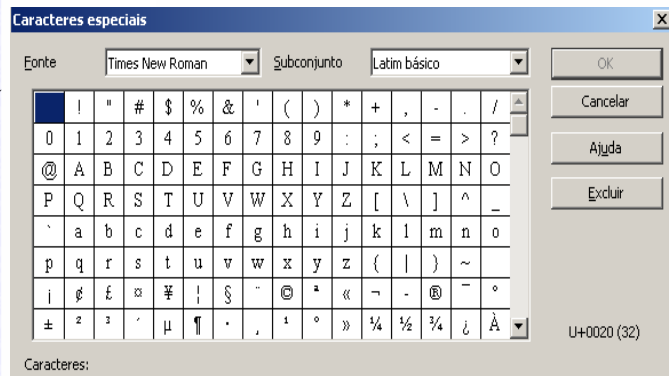 Caracteres especiais X
Fonte Times New Roman Subconjunto Latim básico OK
! " # $ % & ' ( ) * + , - . / Cancelar
0 1 2 3 4 5 6 7 8 9 : ; < = > ? Ajuda
@ A B C D E F G H I J K L M N O
P Q R S T U V W X Y Z [ \ ] ^ _ Excluir
` a b c d e f g h i j k l m n o
p q r s t u v w x y z { | } ~
¡ ¢ £ ¤ ¥ ¦ § ¨ © ª « ¬ - ® ¯ °
± ² ³ ´ µ ¶ · ¸ ¹ º » ¼ ½ ¾ ¿ À U+0020 (32)
Caracteres: